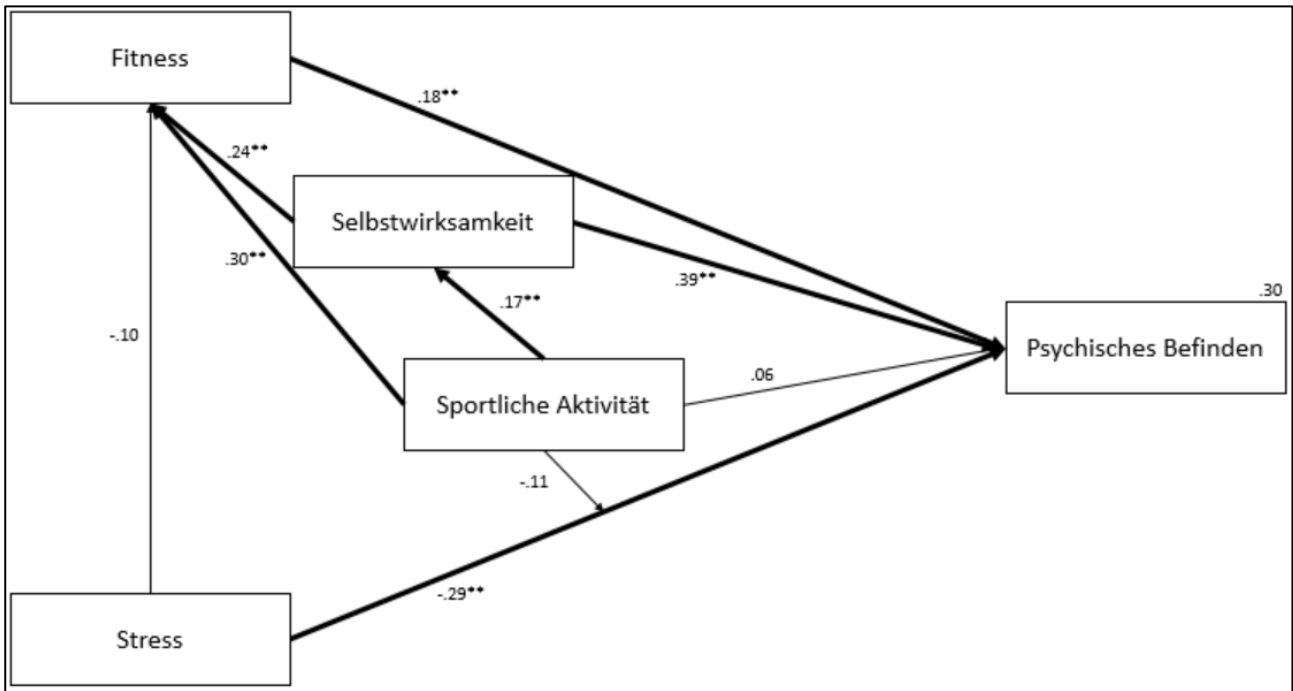 Fitness
.18**
.24**
Selbstwirksamkeit
.30**
.39**
.17**
.30
-.10
Psychisches Befinden
.06
Sportliche Aktivität
-.11
-.29**
Stress